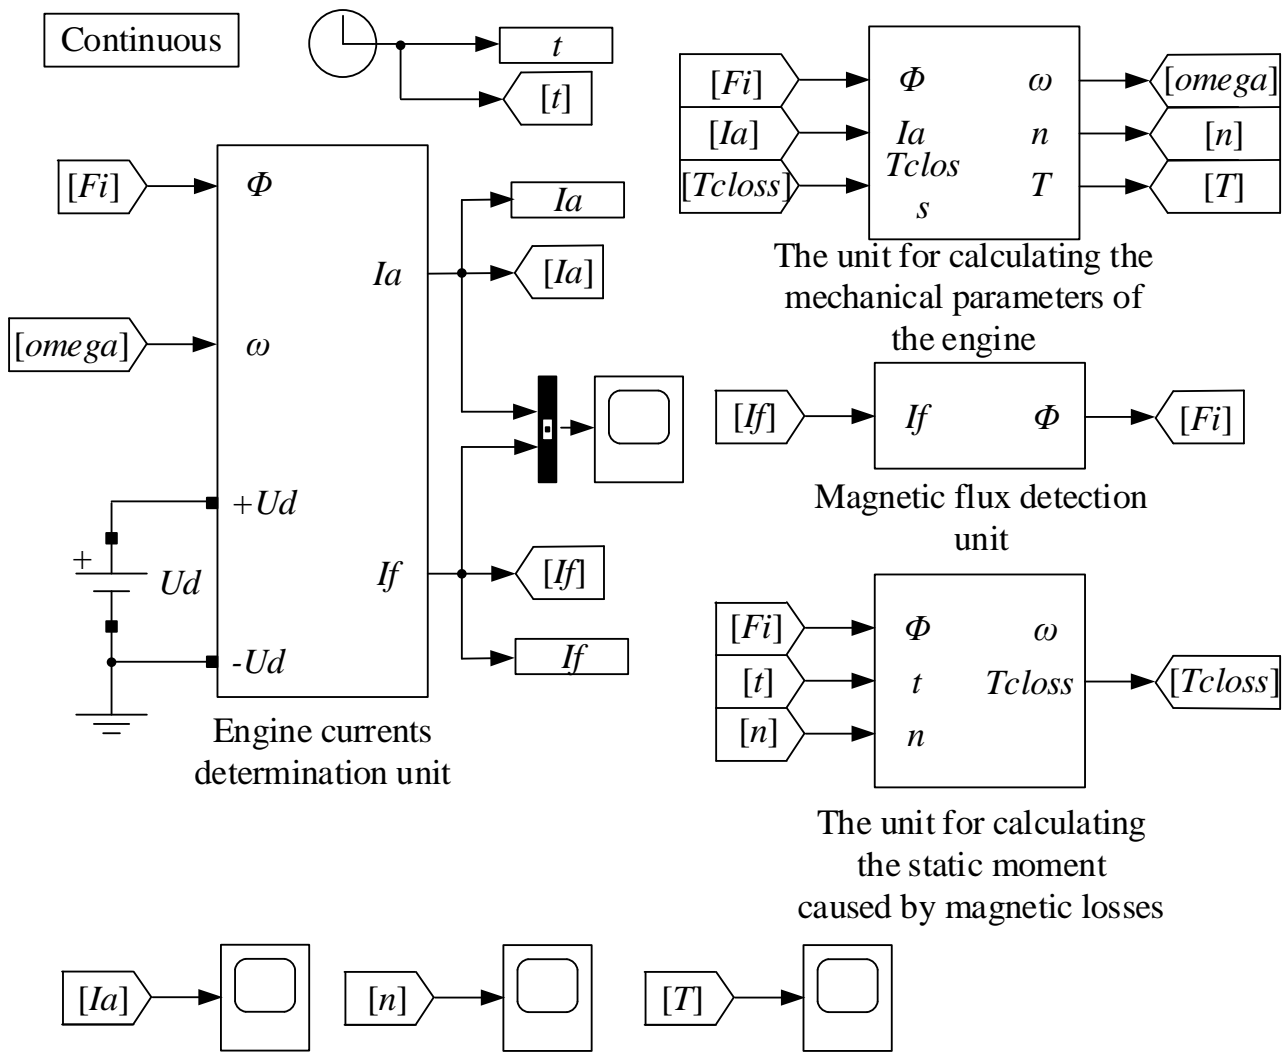 Continuous
t
[t]
[Fi]
Φ
Ia
[Ia]
Ia
[omega]
ω
+Ud
+
Ud
If
[If]
-Ud
If
Engine currents
determination unit
[Fi]
Φ
ω
[omega]
[Ia]
Ia
n
[n]
[Tcloss]
Tclos
s
T
[T]
The unit for calculating the
mechanical parameters of
the engine
[If]
If
Φ
[Fi]
Magnetic flux detection
unit
[Fi]
Φ
ω
[t]
t
Tcloss
[Tcloss]
[n]
n
The unit for calculating
the static moment
caused by magnetic losses
[Ia]
[n]
[T]